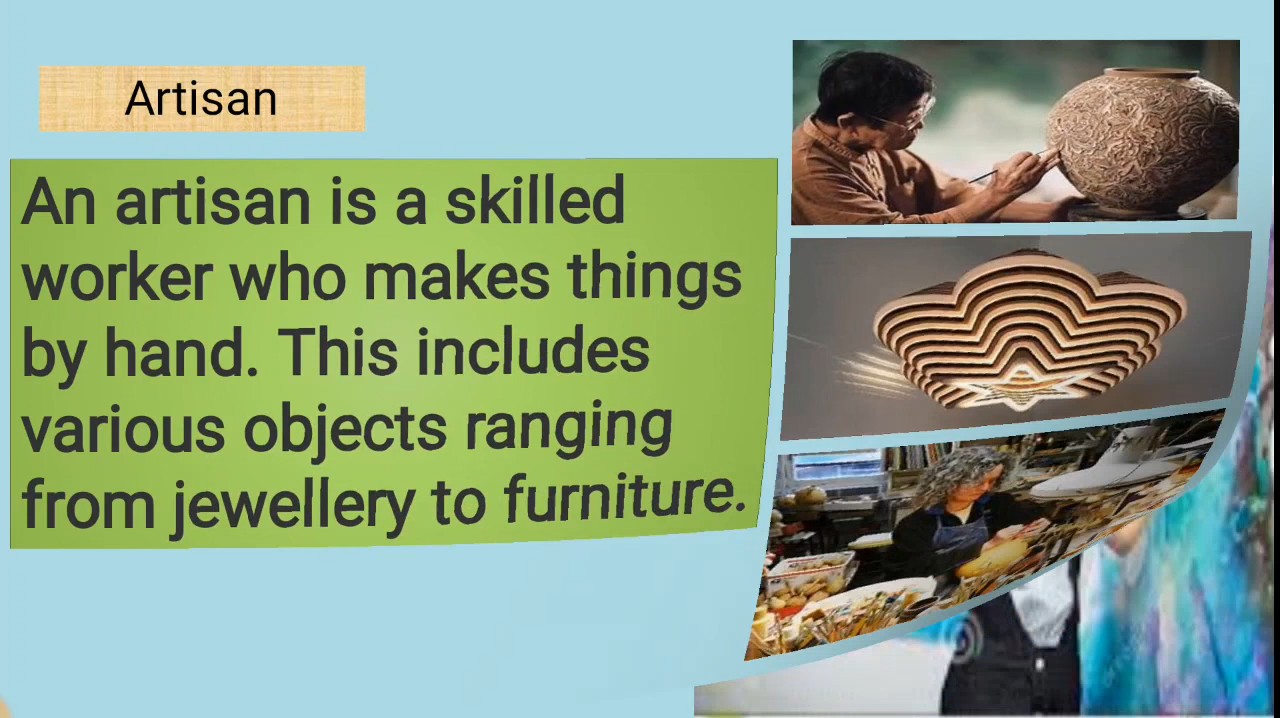 Artisan
An artisan is a skilled
worker who makes things
by hand. This includes
various objects ranging
from jewellery to furniture.